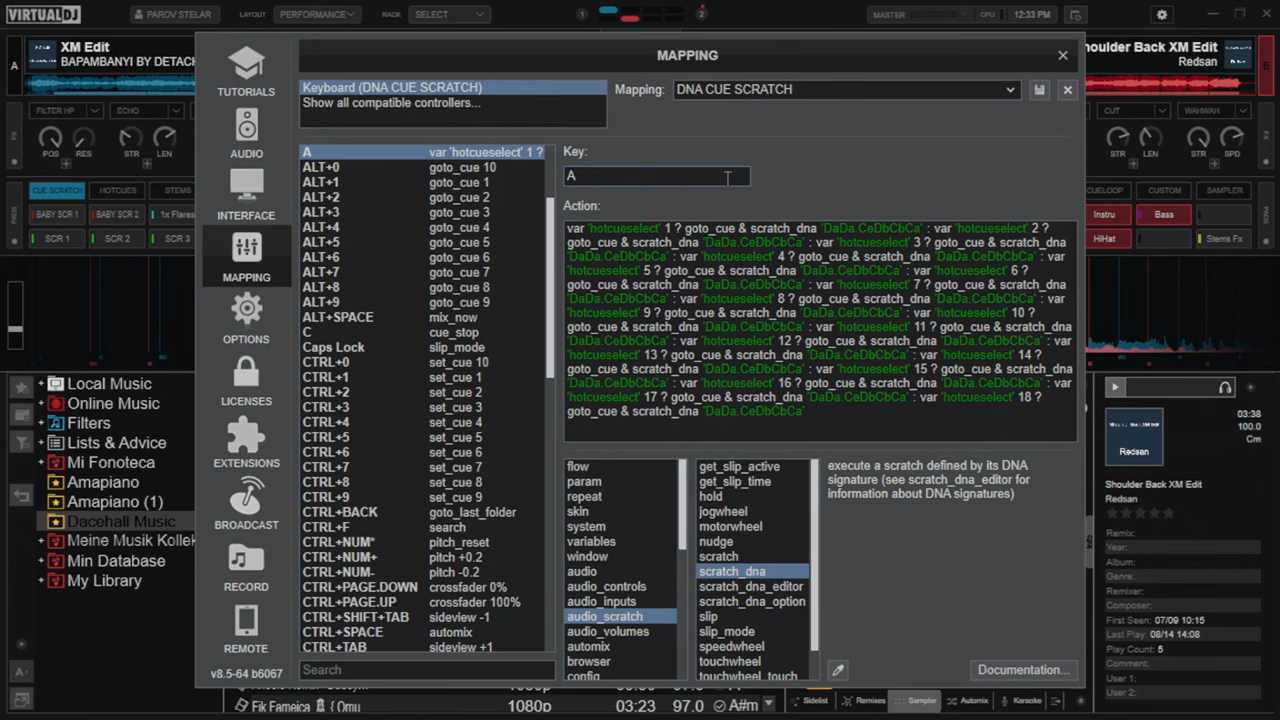 VIRTUALDJ
PAROV STELAR
LAYOUT
PERFORMANCE
RACK
SELECT
1
2
MASTER
CPU
12:33 PM
A
XM Edit
BAPAMBANYI BY DETACH
MAPPING
Shoulder Back XM Edit
Redsan
B
FILTER HP
ECHO
FX
POS
RES
STR
LEN
CUT
WAHWAH
STR
LEN
STR
SPD
FX
PADS
CUE SCRATCH
HOTCUES
STEMS
BABY SCR 1
BABY SCR 2
1x Flares
SCR 1
SCR 2
SCR 3
CUELOOP
CUSTOM
SAMPLER
Instru
Bass
HiHat
Stems Fx
PADS
TUTORIALS
AUDIO
INTERFACE
MAPPING
OPTIONS
LICENSES
EXTENSIONS
BROADCAST
RECORD
REMOTE
v8.5-64 b6067
Keyboard (DNA CUE SCRATCH)
Show all compatible controllers...
Mapping:
DNA CUE SCRATCH
A var 'hotcueselect' 1 ?
ALT+0 goto_cue 10
ALT+1 goto_cue 1
ALT+2 goto_cue 2
ALT+3 goto_cue 3
ALT+4 goto_cue 4
ALT+5 goto_cue 5
ALT+6 goto_cue 6
ALT+7 goto_cue 7
ALT+8 goto_cue 8
ALT+9 goto_cue 9
ALT+SPACE mix_now
C cue_stop
Caps Lock slip_mode
CTRL+0 set_cue 10
CTRL+1 set_cue 1
CTRL+2 set_cue 2
CTRL+3 set_cue 3
CTRL+4 set_cue 4
CTRL+5 set_cue 5
CTRL+6 set_cue 6
CTRL+7 set_cue 7
CTRL+8 set_cue 8
CTRL+9 set_cue 9
CTRL+BACK goto_last_folder
CTRL+F search
CTRL+NUM* pitch_reset
CTRL+NUM+ pitch +0.2
CTRL+NUM- pitch -0.2
CTRL+PAGE.DOWN crossfader 0%
CTRL+PAGE.UP crossfader 100%
CTRL+SHIFT+TAB sideview -1
CTRL+SPACE automix
CTRL+TAB sideview +1
Search
Key:
A
Action:
var 'hotcueselect' 1 ? goto_cue & scratch_dna 'DaDa.CeDbCbCa' : var 'hotcueselect' 2 ?
goto_cue & scratch_dna 'DaDa.CeDbCbCa' : var 'hotcueselect' 3 ? goto_cue & scratch_dna
'DaDa.CeDbCbCa' : var 'hotcueselect' 4 ? goto_cue & scratch_dna 'DaDa.CeDbCbCa' : var
'hotcueselect' 5 ? goto_cue & scratch_dna 'DaDa.CeDbCbCa' : var 'hotcueselect' 6 ?
goto_cue & scratch_dna 'DaDa.CeDbCbCa' : var 'hotcueselect' 7 ? goto_cue & scratch_dna
'DaDa.CeDbCbCa' : var 'hotcueselect' 8 ? goto_cue & scratch_dna 'DaDa.CeDbCbCa' : var
'hotcueselect' 9 ? goto_cue & scratch_dna 'DaDa.CeDbCbCa' : var 'hotcueselect' 10 ?
goto_cue & scratch_dna 'DaDa.CeDbCbCa' : var 'hotcueselect' 11 ? goto_cue & scratch_dna
'DaDa.CeDbCbCa' : var 'hotcueselect' 12 ? goto_cue & scratch_dna 'DaDa.CeDbCbCa' : var
'hotcueselect' 13 ? goto_cue & scratch_dna 'DaDa.CeDbCbCa' : var 'hotcueselect' 14 ?
goto_cue & scratch_dna 'DaDa.CeDbCbCa' : var 'hotcueselect' 15 ? goto_cue & scratch_dna
'DaDa.CeDbCbCa' : var 'hotcueselect' 16 ? goto_cue & scratch_dna 'DaDa.CeDbCbCa' : var
'hotcueselect' 17 ? goto_cue & scratch_dna 'DaDa.CeDbCbCa' : var 'hotcueselect' 18 ?
goto_cue & scratch_dna 'DaDa.CeDbCbCa'
flow
param
repeat
skin
system
variables
window
audio
audio_controls
audio_inputs
audio_scratch
audio_volumes
automix
browser
config
get_slip_active
get_slip_time
hold
jogwheel
motorwheel
nudge
scratch
scratch_dna
scratch_dna_editor
scratch_dna_option
slip
slip_mode
speedwheel
touchwheel
touchwheel_touch
execute a scratch defined by its DNA
signature (see scratch_dna_editor for
information about DNA signatures)
Documentation...
Local Music
Online Music
Filters
Lists & Advice
Mi Fonoteca
Amapiano
Amapiano (1)
Dacehall Music
Meine Musik Kollek
Min Database
My Library
03:38
100.0
Cm
Redsan
Shoulder Back XM Edit
Redsan
Remix:
Year:
Album:
Genre:
Remixer:
Composer:
First Seen: 07/09 10:15
Last Play: 08/14 14:08
Play Count: 5
Comment:
User 1:
User 2:
Fik Fameica
Omu
1080p
03:23
97.0
A#m
Sidelist
Remixes
Sampler
Automix
Karaoke